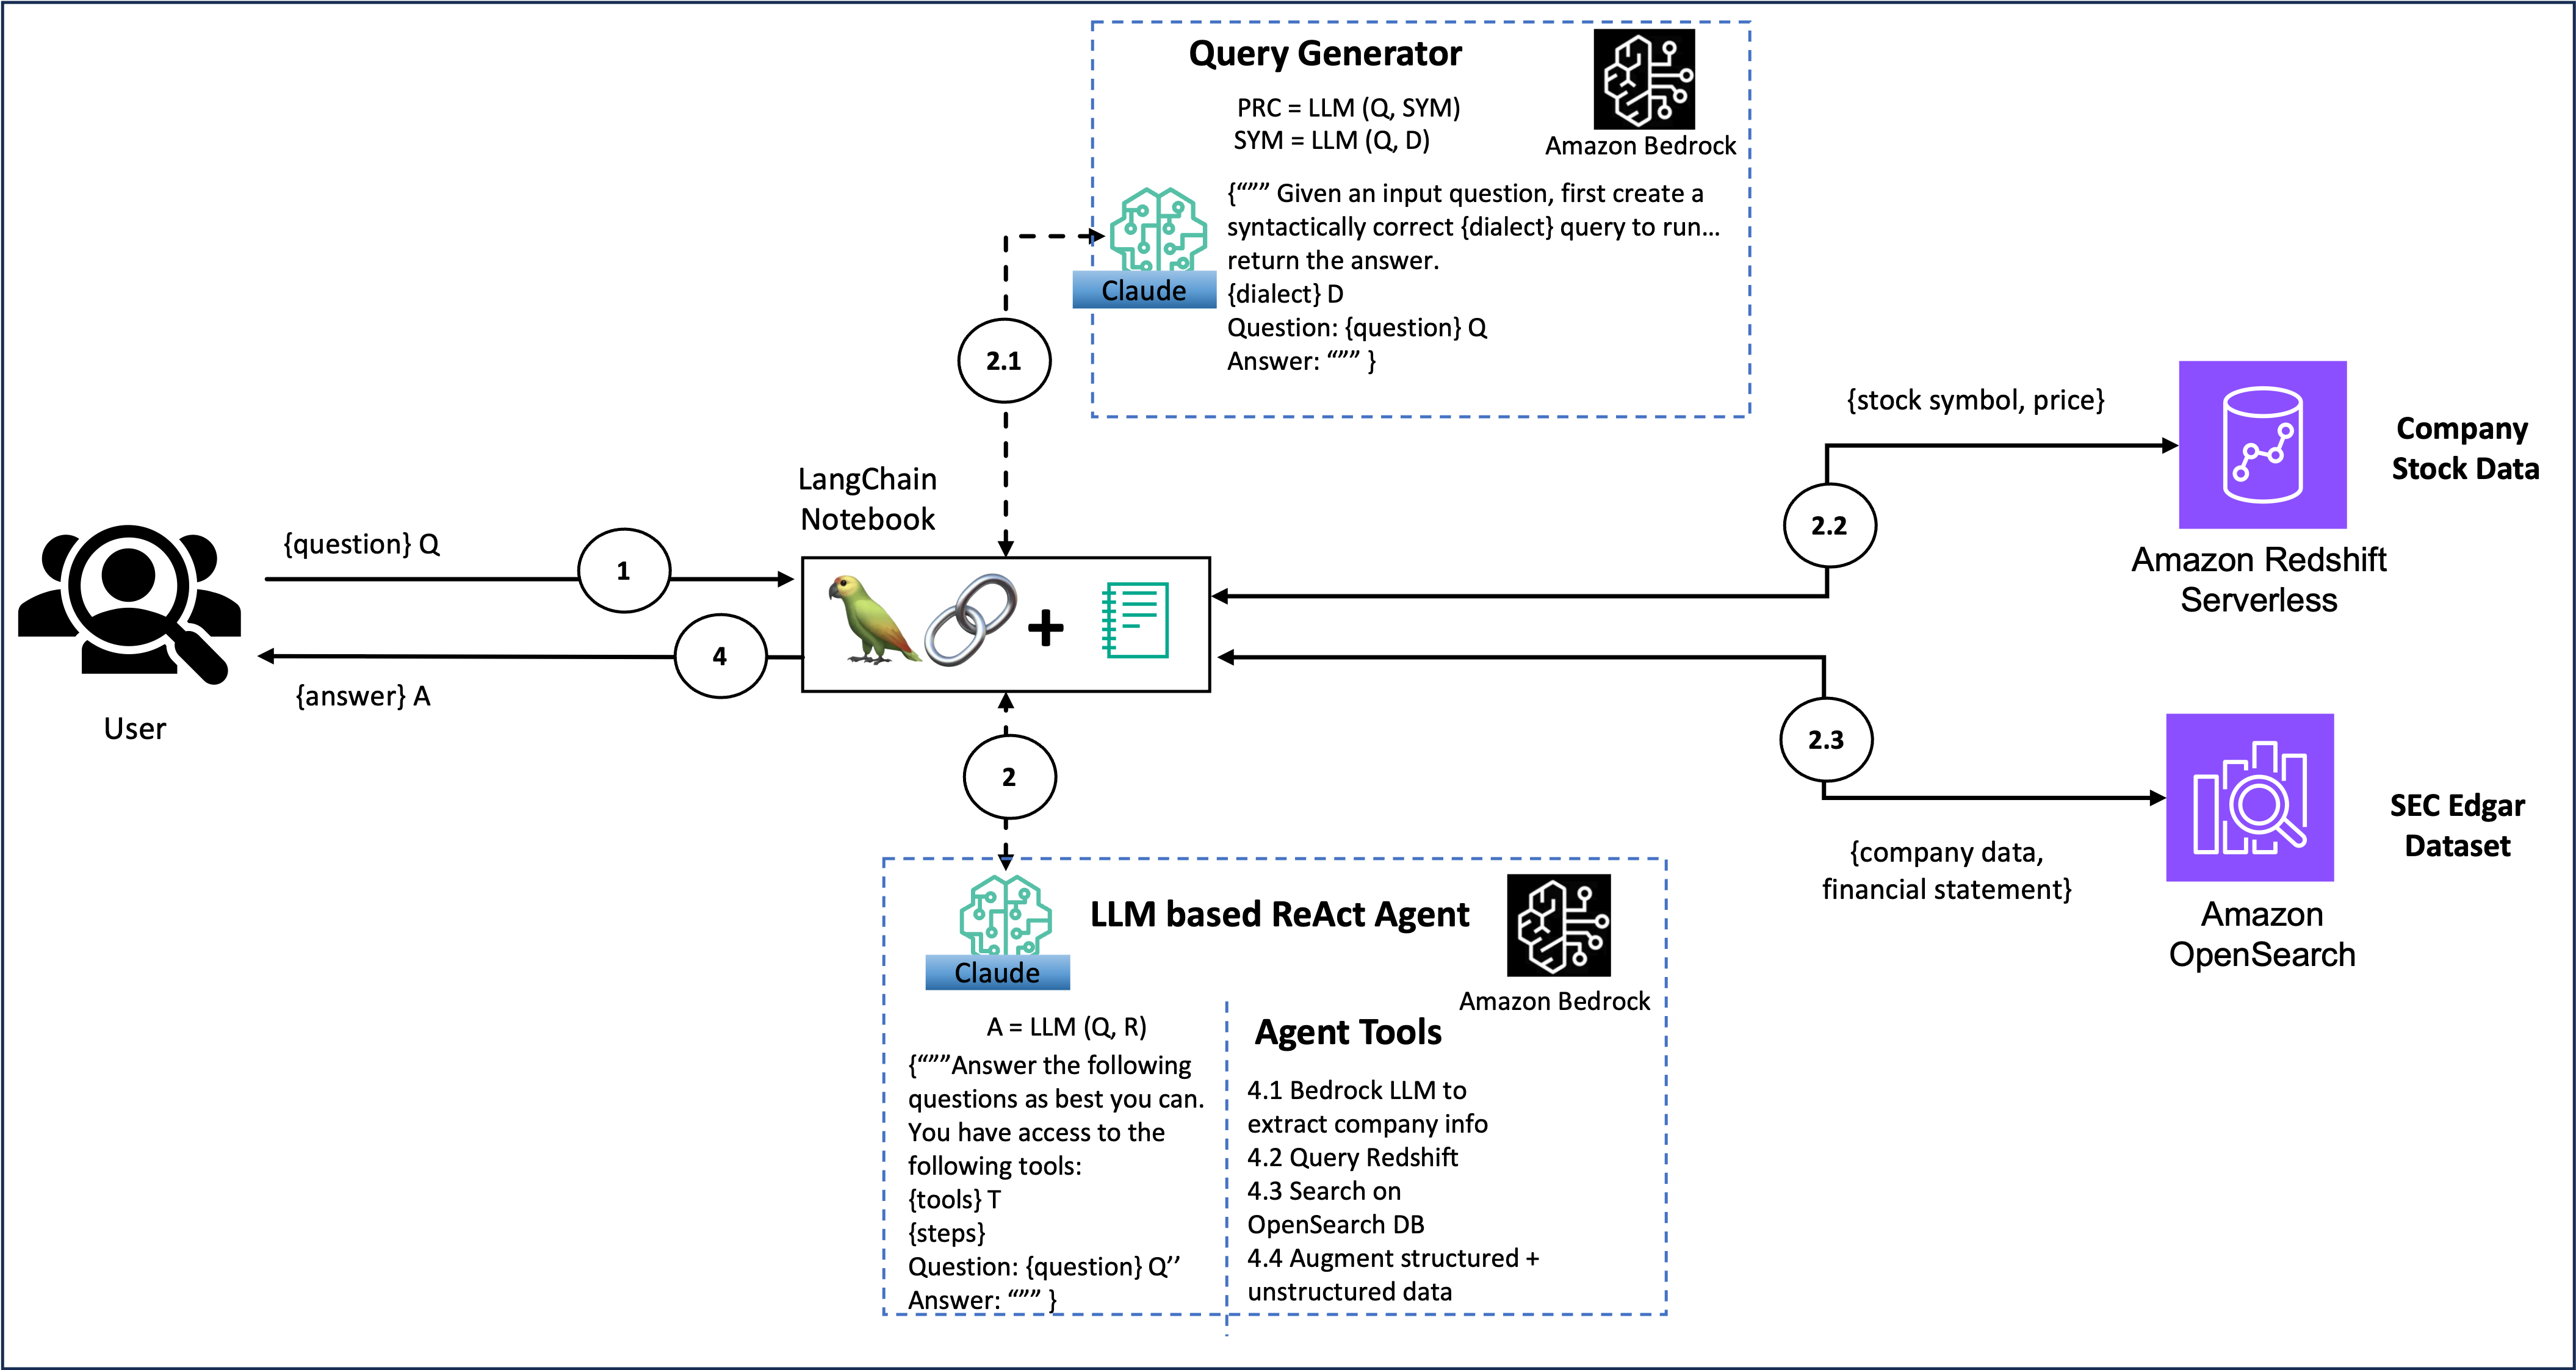 Query Generator
PRC = LLM (Q, SYM)
SYM = LLM (Q, D)
Amazon Bedrock
{“”” Given an input question, first create a
syntactically correct {dialect} query to run...
return the answer.
{dialect} D
Question: {question} Q
Answer: “”” }
Claude
2.1
LangChain
Notebook
{question} Q
1
4
{answer} A
User
{stock symbol, price}
2.2
Company
Stock Data
Amazon Redshift
Serverless
2.3
{company data,
financial statement}
SEC Edgar
Dataset
Amazon
OpenSearch
2
LLM based ReAct Agent
Claude
Amazon Bedrock
A = LLM (Q, R)
{“””Answer the following
questions as best you can.
You have access to the
following tools:
{tools} T
{steps}
Question: {question} Q’’
Answer: “”” }
Agent Tools
4.1 Bedrock LLM to
extract company info
4.2 Query Redshift
4.3 Search on
OpenSearch DB
4.4 Augment structured +
unstructured data